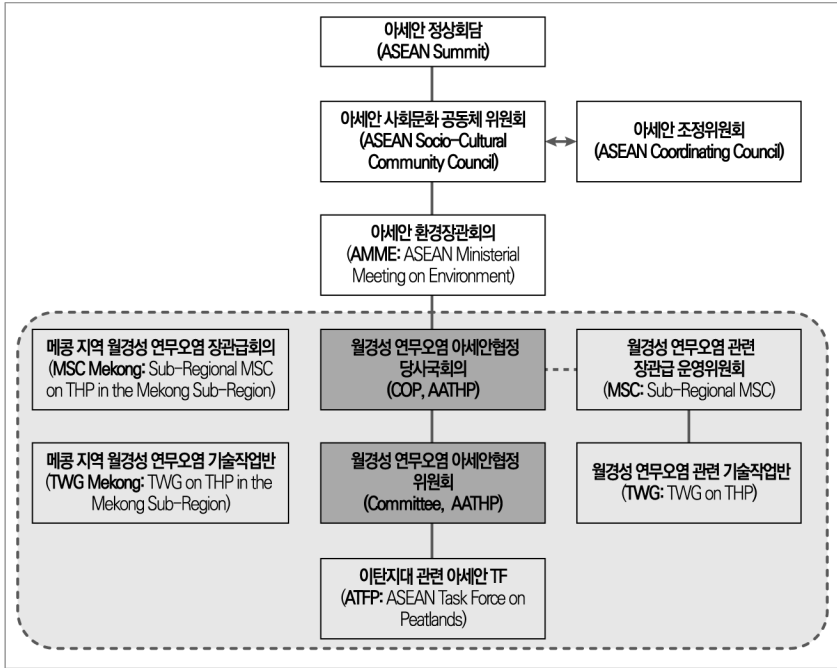 아세안 정상회담
(ASEAN Summit)
아세안 사회문화 공동체 위원회
(ASEAN Socio-Cultural
Community Council)
아세안 조정위원회
(ASEAN Coordinating Council)
아세안 환경장관회의
(AMME: ASEAN Ministerial
Meeting on Environment)
메콩 지역 월경성 연무오염 장관급회의
(MSC Mekong: Sub-Regional MSC
on THP in the Mekong Sub-Region)
월경성 연무오염 아세안협정
당사국회의
(COP, AATHP)
월경성 연무오염 관련
장관급 운영위원회
(MSC: Sub-Regional MSC)
메콩 지역 월경성 연무오염 기술작업반
(TWG Mekong: TWG on THP in the
Mekong Sub-Region)
월경성 연무오염 아세안협정
위원회
(Committee, AATHP)
월경성 연무오염 관련 기술작업반
(TWG: TWG on THP)
이탄지대 관련 아세안 TF
(ATFP: ASEAN Task Force on
Peatlands)